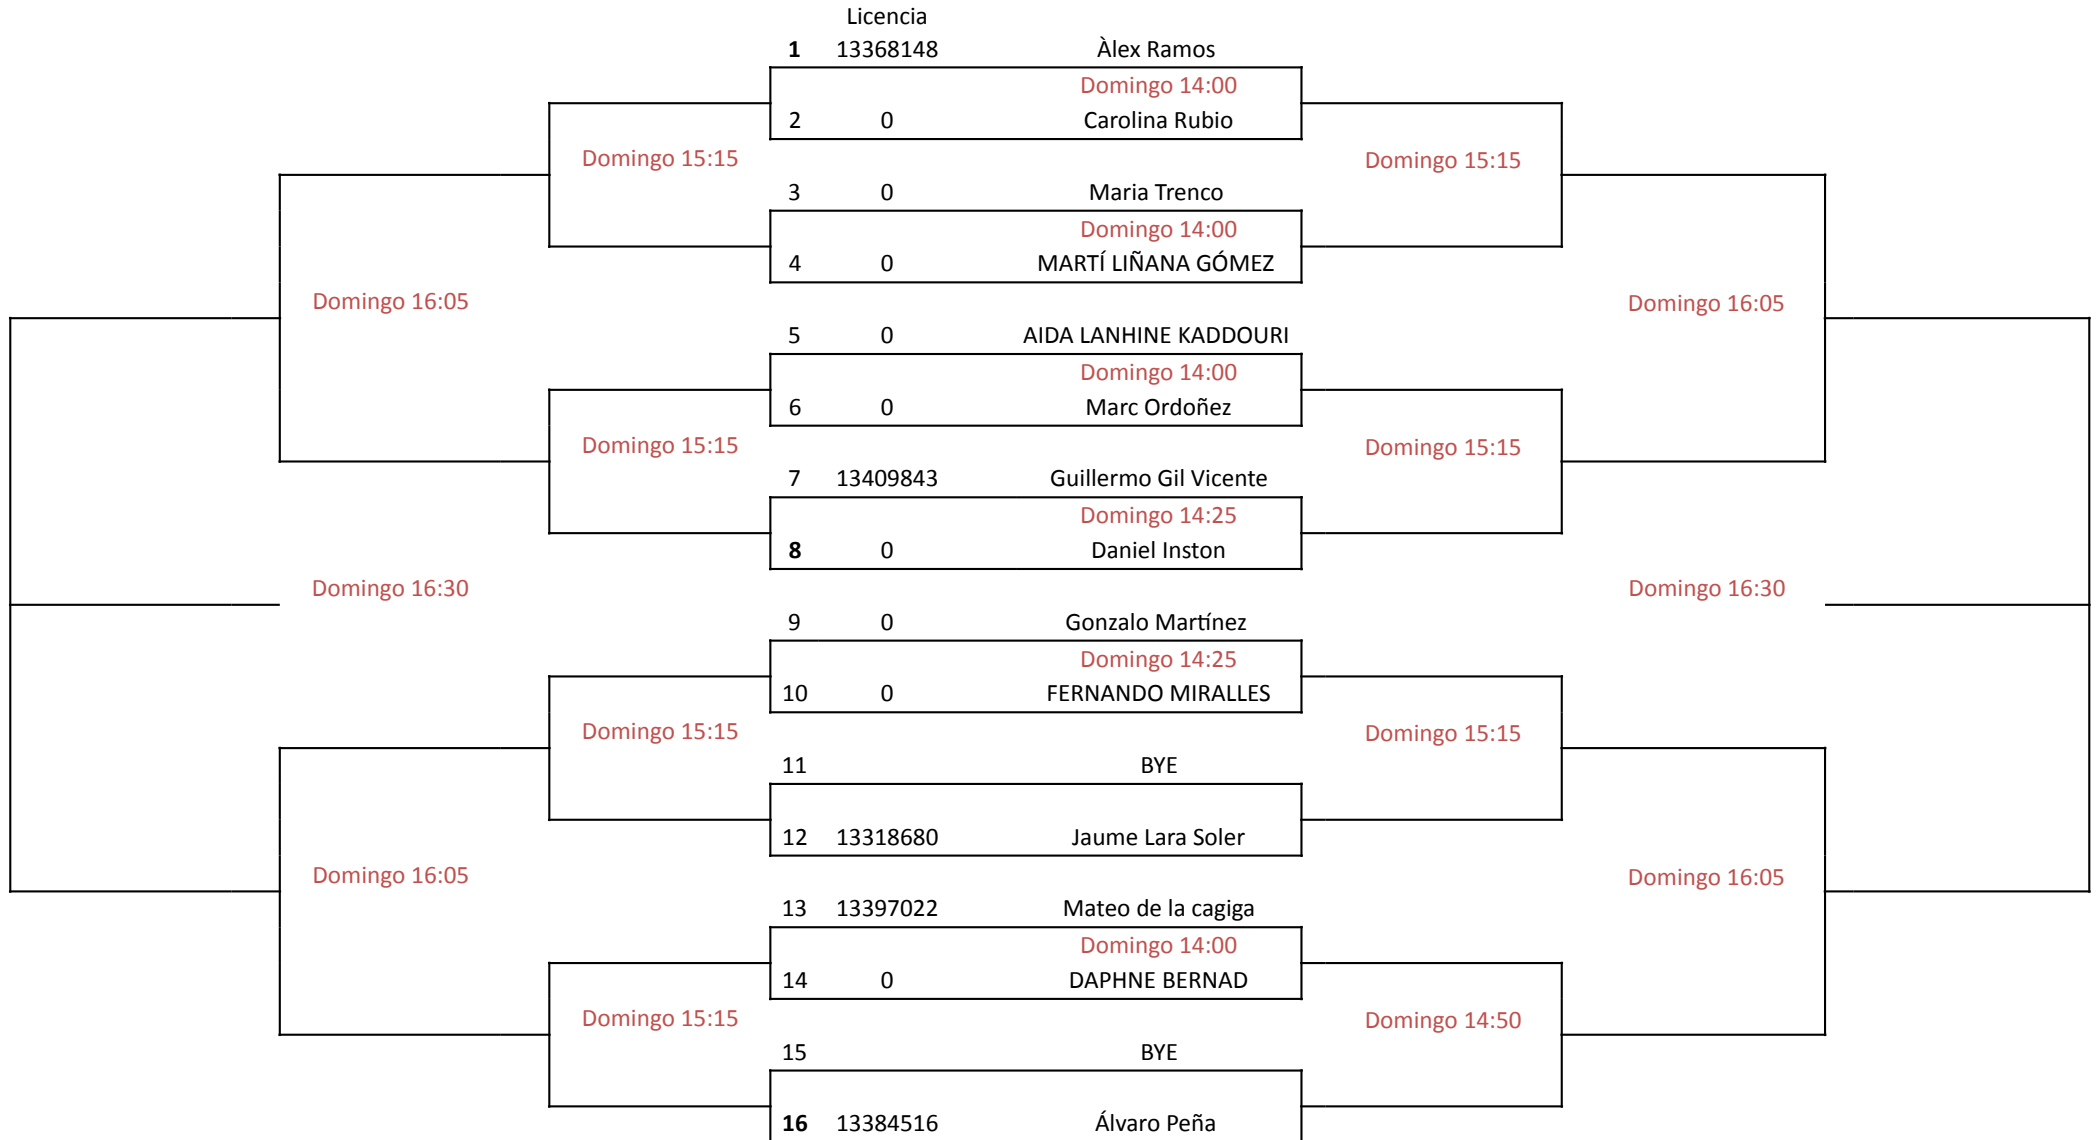 Licencia
1 13368148 Àlex Ramos
Domingo 14:00
2 0 Carolina Rubio
Domingo 15:15 Domingo 15:15
3 0 Maria Trenco
Domingo 14:00
4 0 MARTÍ LIÑANA GÓMEZ
Domingo 16:05 Domingo 16:05
5 0 AIDA LANHINE KADDOURI
Domingo 14:00
6 0 Marc Ordoñez
Domingo 15:15 Domingo 15:15
7 13409843 Guillermo Gil Vicente
Domingo 14:25
8 0 Daniel Inston
Domingo 16:30 Domingo 16:30
9 0 Gonzalo Martínez
Domingo 14:25
10 0 FERNANDO MIRALLES
Domingo 15:15 Domingo 15:15
11 BYE
12 13318680 Jaume Lara Soler
Domingo 16:05 Domingo 16:05
13 13397022 Mateo de la cagiga
Domingo 14:00
14 0 DAPHNE BERNAD
Domingo 15:15 Domingo 14:50
15 BYE
16 13384516 Álvaro Peña